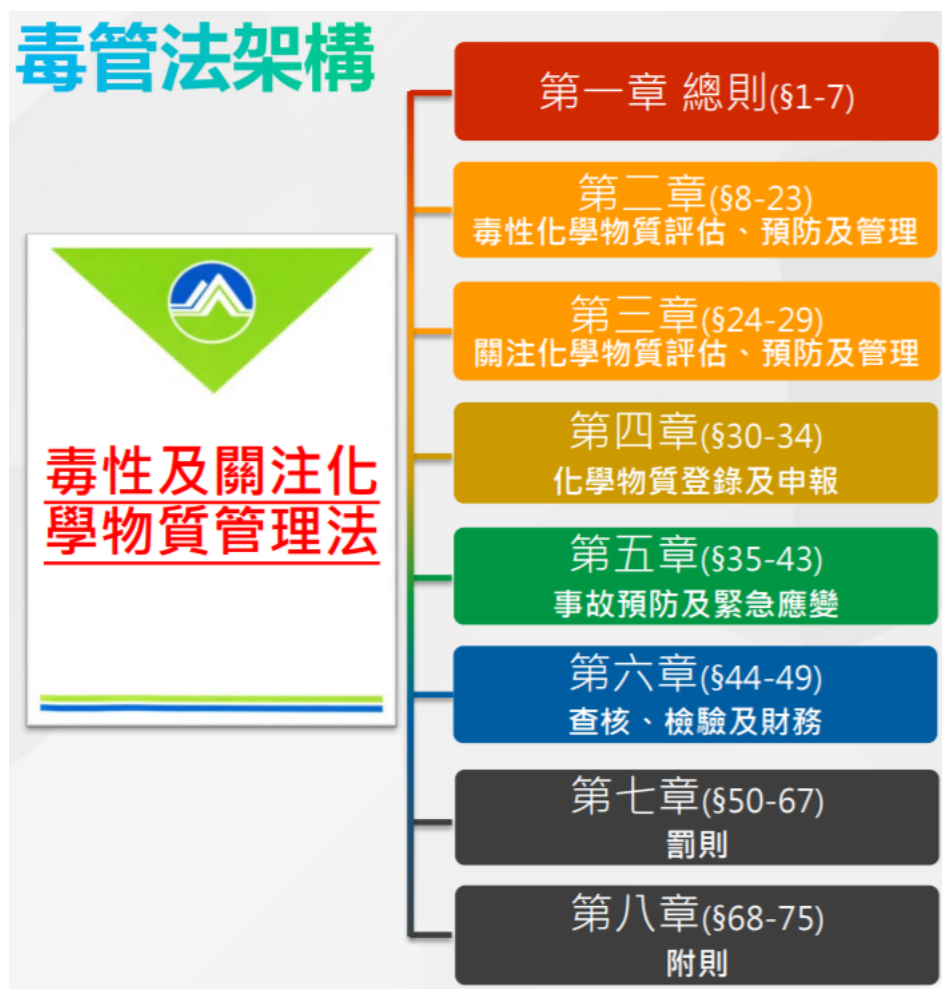 毒管法架構
毒性及關注化
學物質管理法
第一章 總則(§1-7)
第二章(§8-23)
毒性化學物質評估、預防及管理
第三章(§24-29)
關注化學物質評估、預防及管理
第四章(§30-34)
化學物質登錄及申報
第五章(§35-43)
事故預防及緊急應變
第六章(§44-49)
查核、檢驗及財務
第七章(§50-67)
罰則
第八章(§68-75)
附則